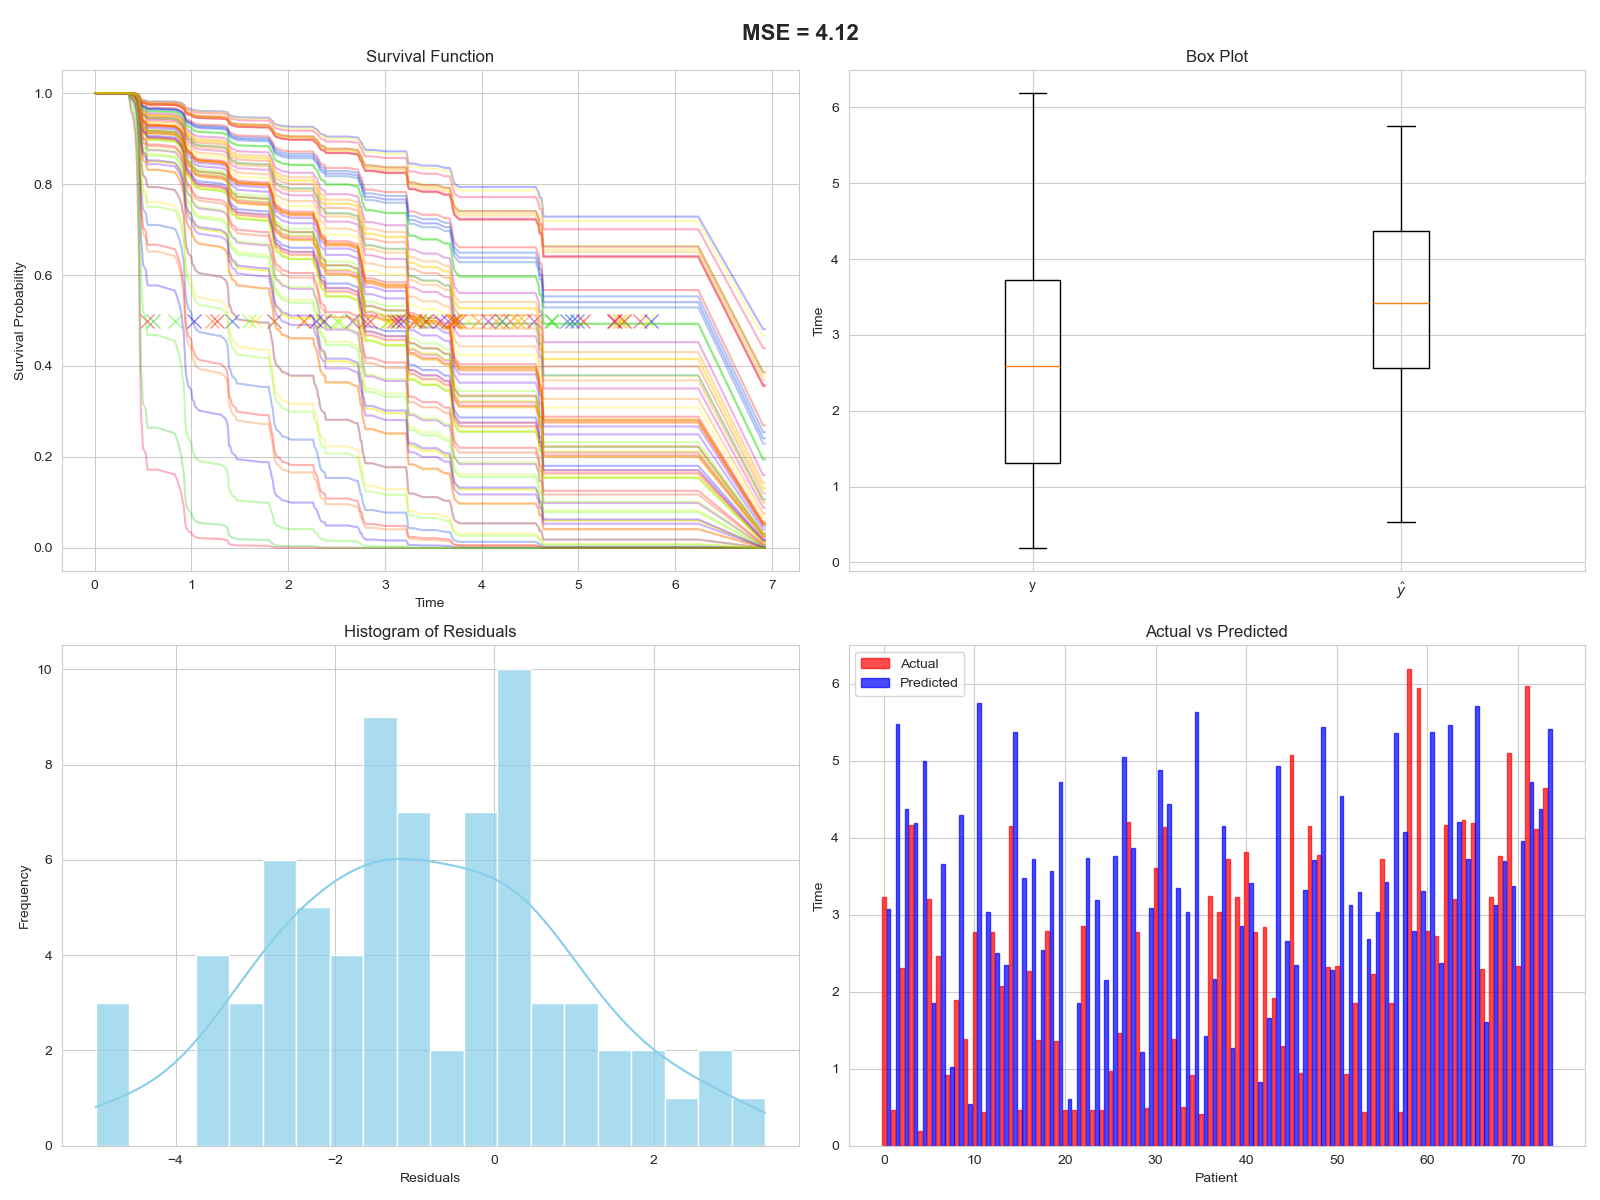 MSE = 4.12
Survival Function
1.0
0.8
0.6
0.4
0.2
0.0
Survival Probability
0 1 2 3 4 5 6 7
Time
Box Plot
6
5
4
3
2
1
0
Time
y ŷ
Histogram of Residuals
10
8
6
4
2
0
Frequency
−4 −2 0 2
Residuals
Actual vs Predicted
Actual
Predicted
6
5
4
3
2
1
0
Time
0 10 20 30 40 50 60 70
Patient